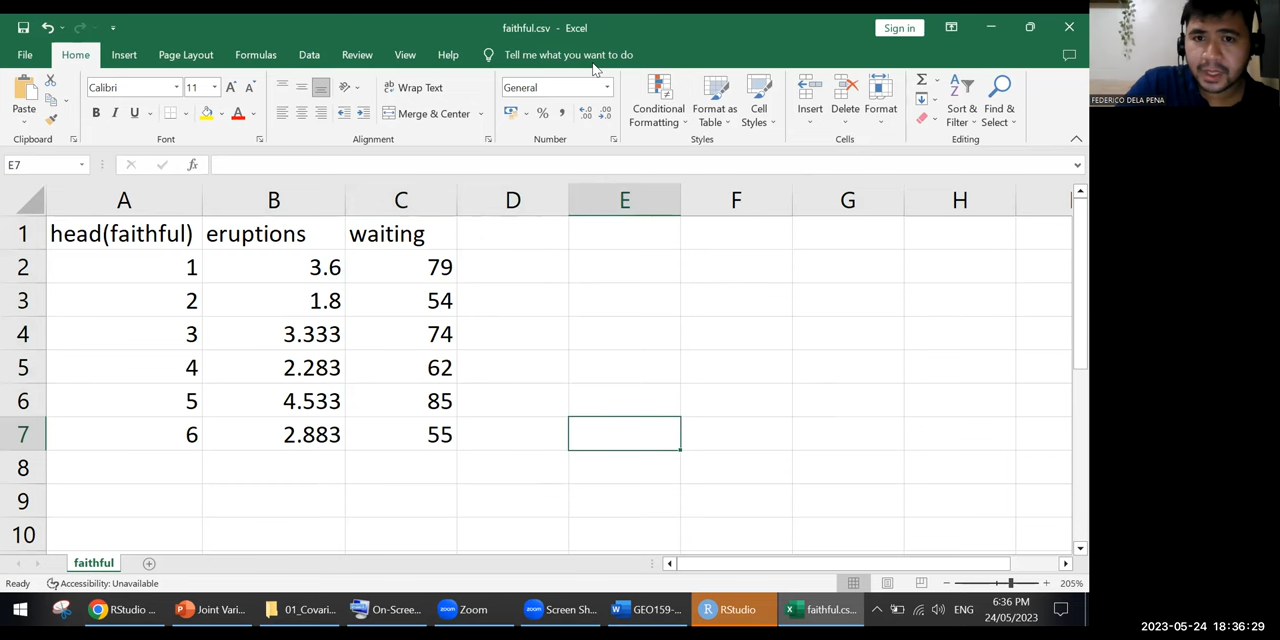 faithful.csv - Excel
Sign in
File Home Insert Page Layout Formulas Data Review View Help Tell me what you want to do
Paste
Calibri 11
B I U
Wrap Text
Merge & Center
General
Conditional Formatting
Format as Table
Cell Styles
Insert Delete Format
Sort & Filter
Find & Select
Clipboard Font Alignment Number Styles Cells Editing
FEDERICO DELA PENA
E7 fx
A B C D E F G H
1 head(faithful) eruptions waiting
2 1 3.6 79
3 2 1.8 54
4 3 3.333 74
5 4 2.283 62
6 5 4.533 85
7 6 2.883 55
8
9
10
faithful
Ready Accessibility: Unavailable 205%
RStudio ... Joint Vari... 01_Covari... On-Scree... Zoom Screen Sh... GEO159-... RStudio faithful.cs... ENG 6:36 PM
24/05/2023
2023-05-24 18:36:29